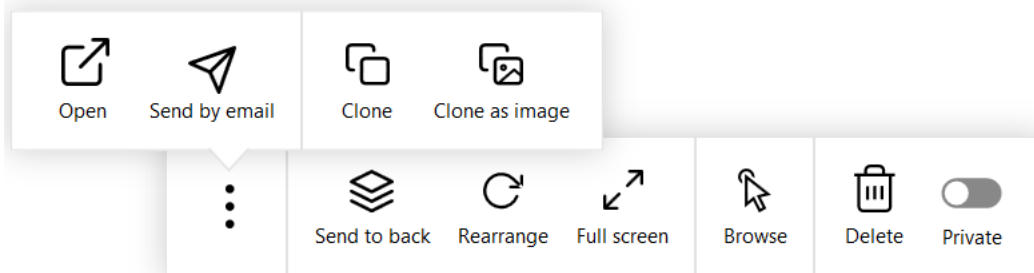 Open
Send by email
Clone
Clone as image
Send to back
Rearrange
Full screen
Browse
Delete
Private